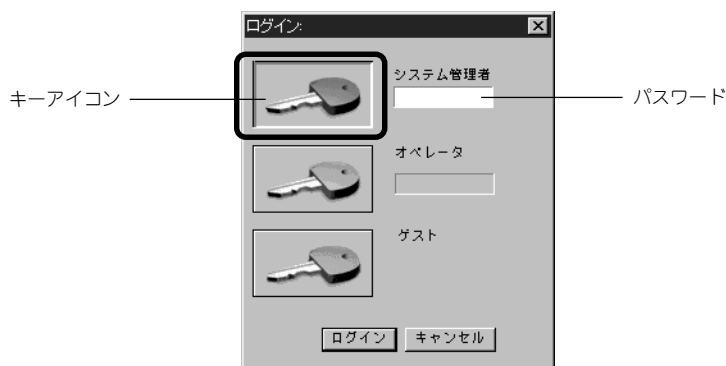 ログイン:
システム管理者
キーアイコン
パスワード
オペレータ
ゲスト
ログイン
キャンセル